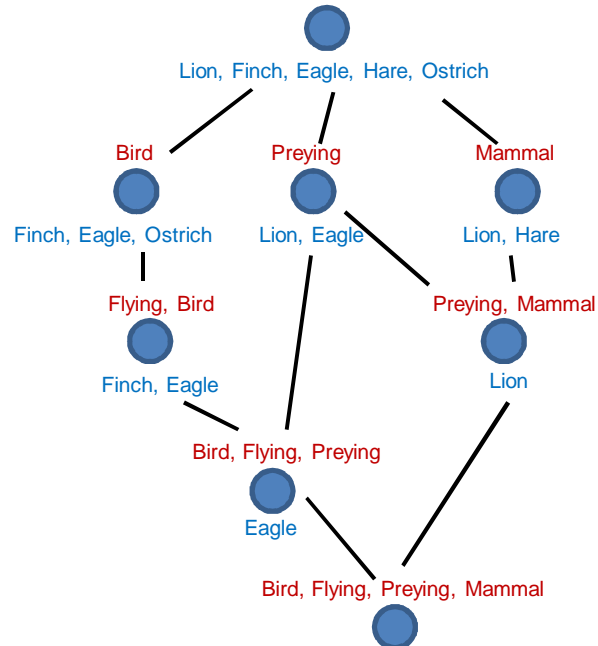 Lion, Finch, Eagle, Hare, Ostrich
Bird
Preying
Mammal
Finch, Eagle, Ostrich
Lion, Eagle
Lion, Hare
Flying, Bird
Preying, Mammal
Finch, Eagle
Lion
Bird, Flying, Preying
Eagle
Bird, Flying, Preying, Mammal